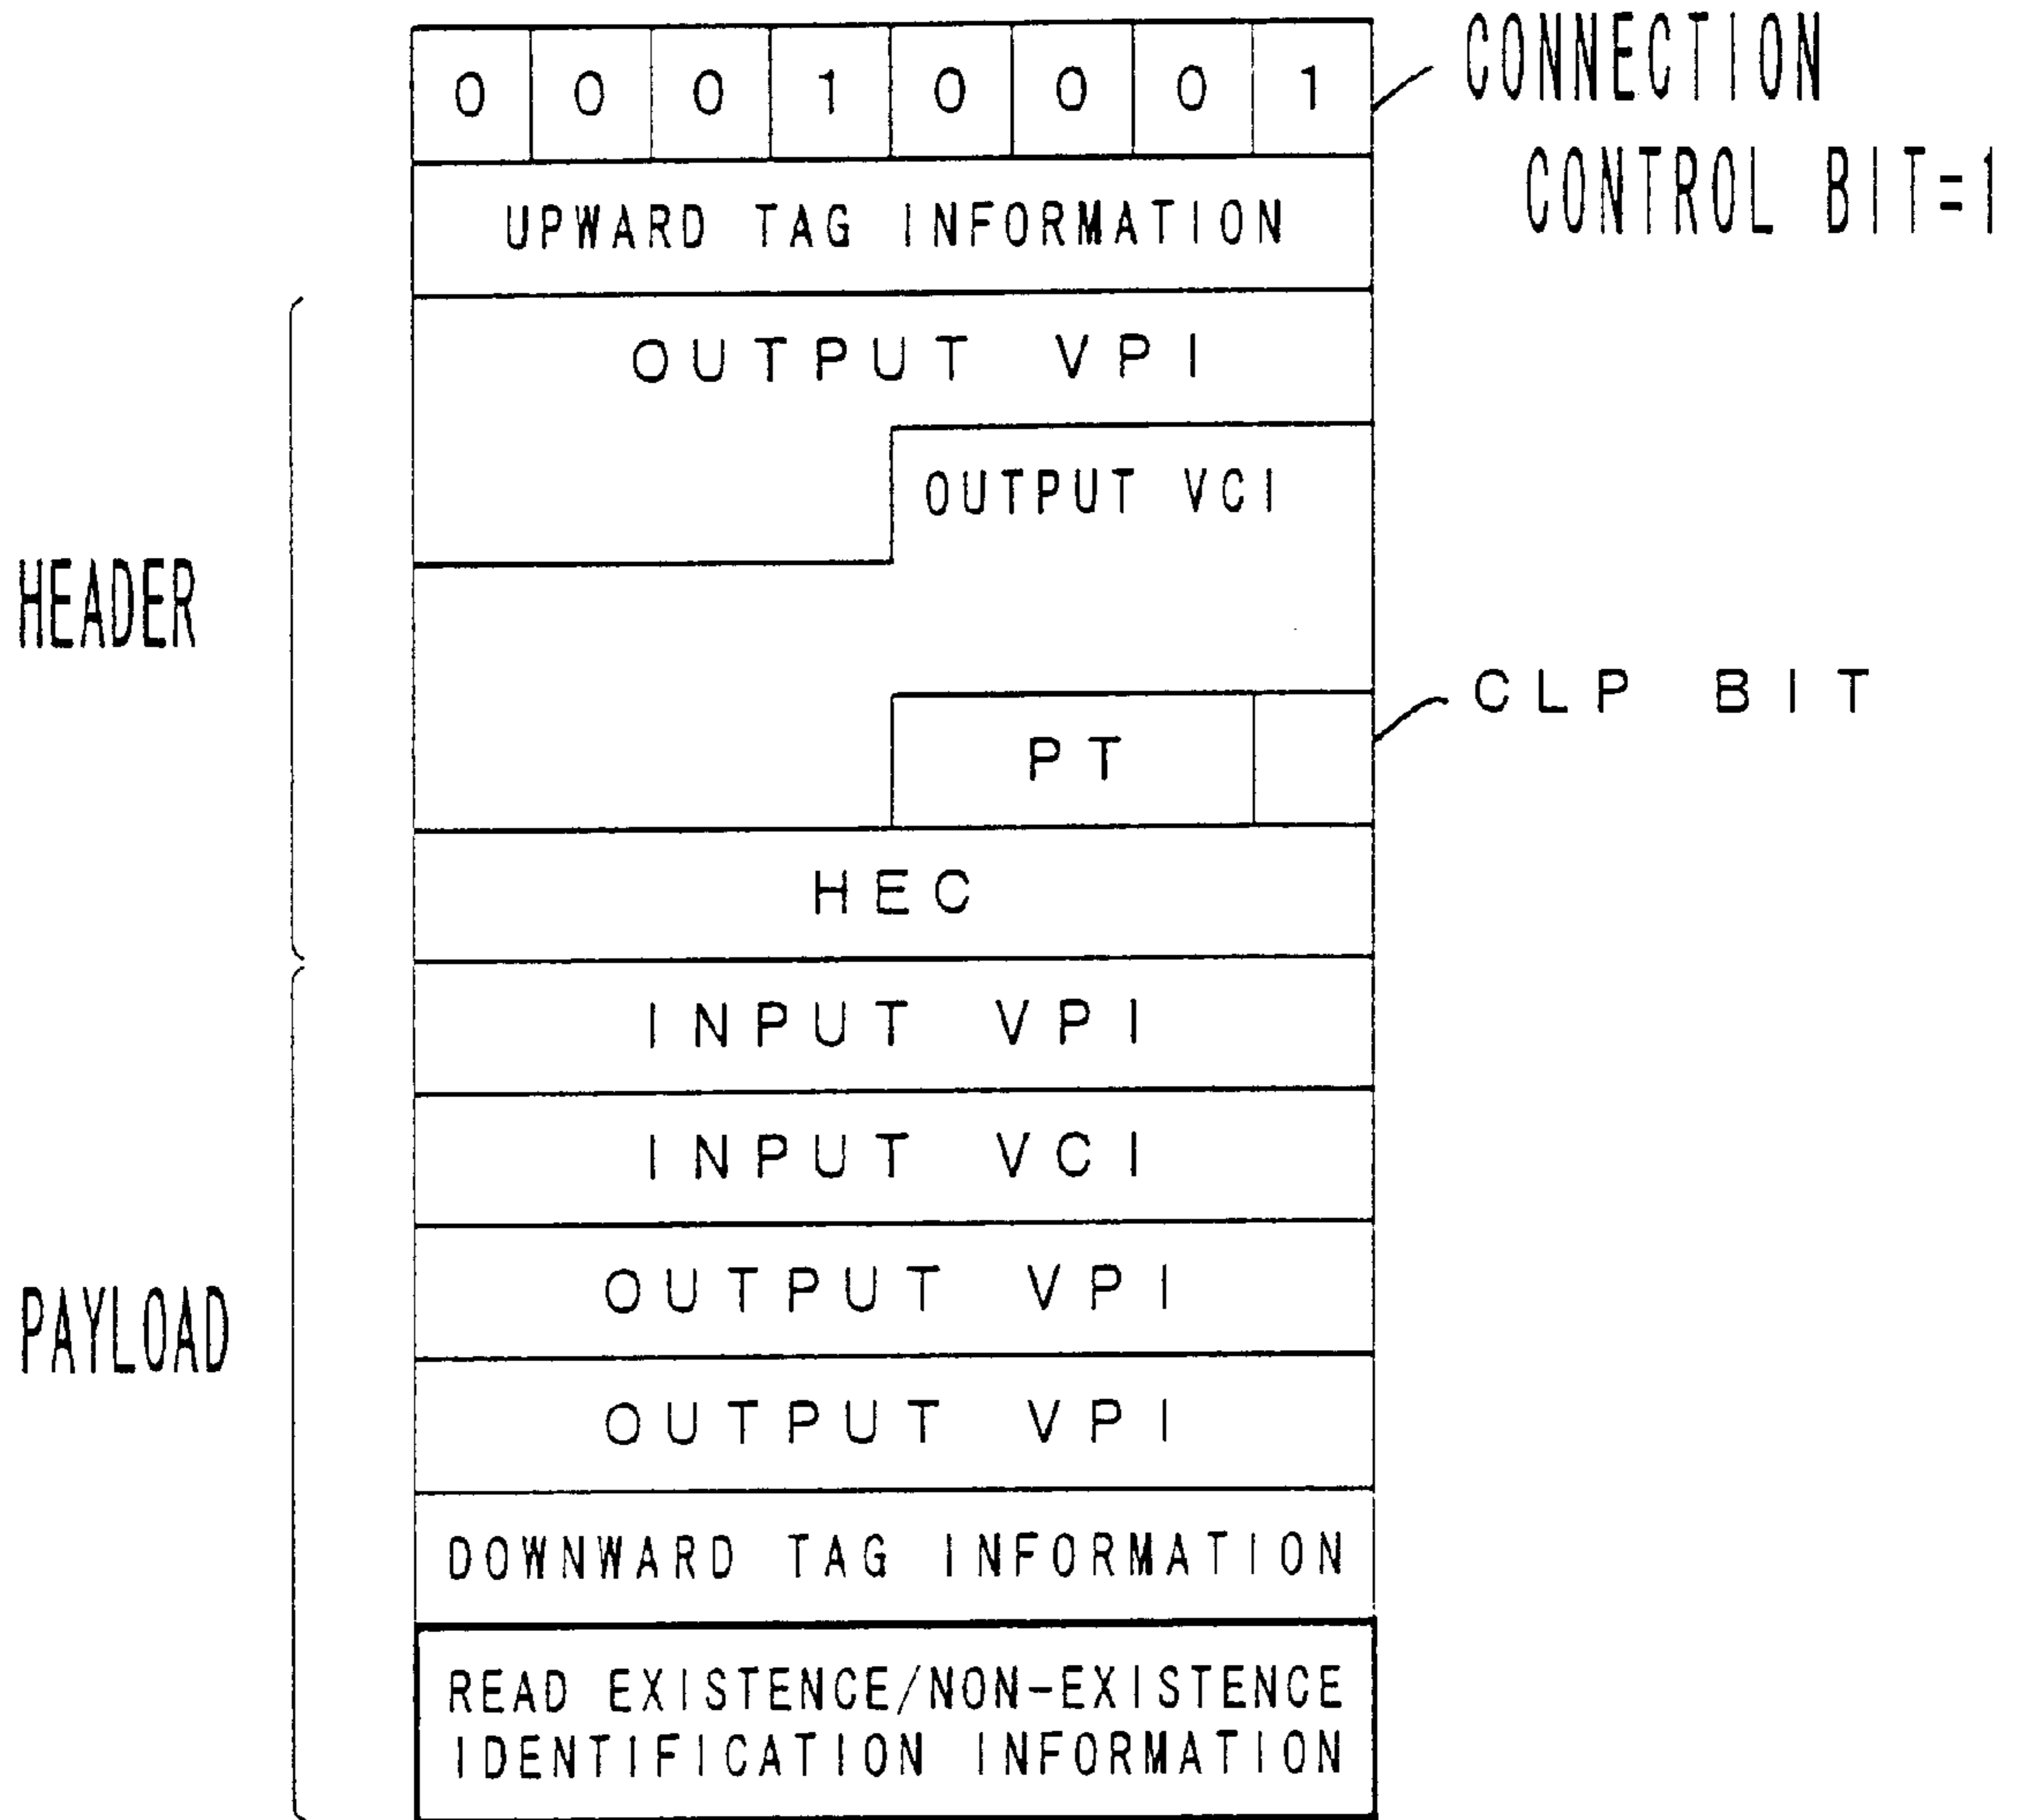 0 0 0 1 0 0 0 1
CONNECTION
CONTROL BIT=1
UPWARD TAG INFORMATION
HEADER
OUTPUT VPI
OUTPUT VCI
CLP BIT
PT
HEC
PAYLOAD
INPUT VPI
INPUT VCI
OUTPUT VPI
OUTPUT VPI
DOWNWARD TAG INFORMATION
READ EXISTENCE/NON-EXISTENCE
IDENTIFICATION INFORMATION